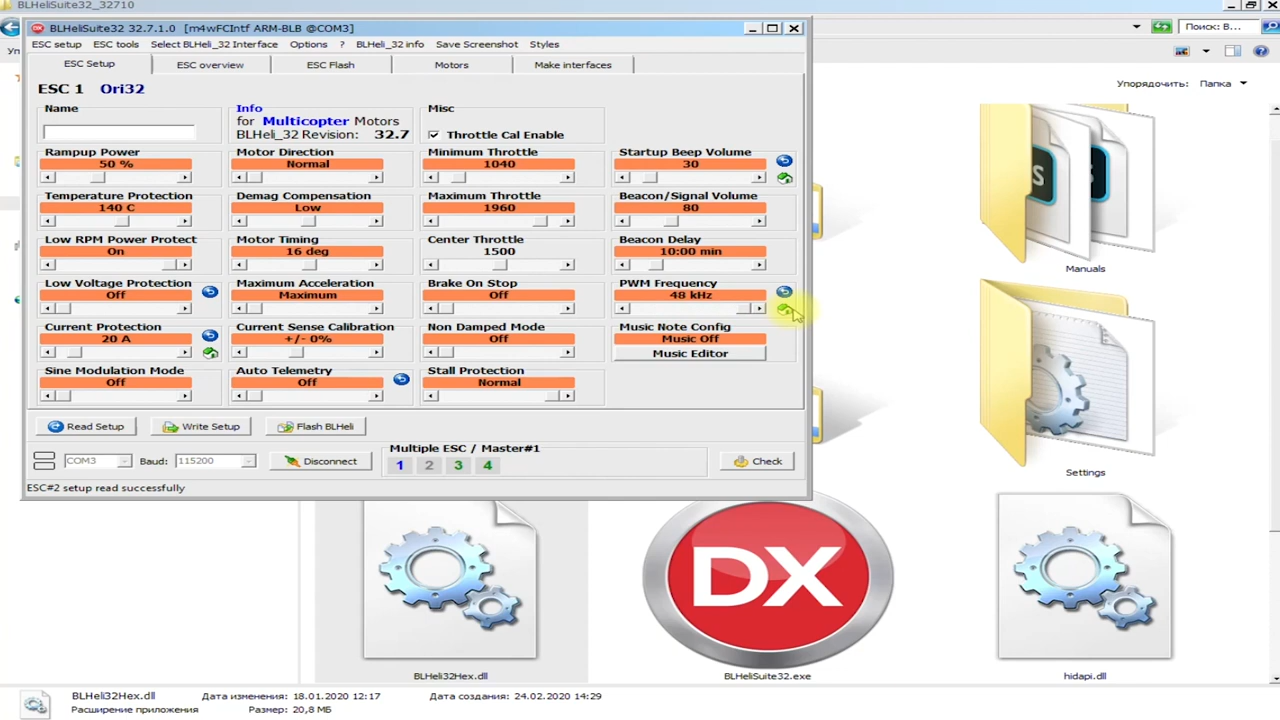 BLHeliSuite32_32710
BLHeliSuite32 32.7.1.0 [m4wFCIntf ARM-BLB @COM3]
ESC setup ESC tools Select BLHeli_32 Interface Options ? BLHeli_32 info Save Screenshot Styles
Поиск: B...
ESC Setup ESC overview ESC Flash Motors Make interfaces
Упорядочить: Папка
ESC 1 Ori32
Name
Info
for Multicopter Motors
BLHeli_32 Revision: 32.7
Misc
Throttle Cal Enable
Rampup Power Motor Direction Minimum Throttle Startup Beep Volume
50 % Normal 1040 30
Temperature Protection Demag Compensation Maximum Throttle Beacon/Signal Volume
140 C Low 1960 80
Low RPM Power Protect Motor Timing Center Throttle Beacon Delay
On 16 deg 1500 10:00 min
Low Voltage Protection Maximum Acceleration Brake On Stop PWM Frequency
Off Maximum Off 48 kHz
Current Protection Current Sense Calibration Non Damped Mode Music Note Config
20 A +/- 0% Off Music Off
Music Editor
Sine Modulation Mode Auto Telemetry Stall Protection
Off Off Normal
Read Setup Write Setup Flash BLHeli
Multiple ESC / Master#1
COM3 Baud: 115200 Disconnect 1 2 3 4 Check
ESC#2 setup read successfully
Manuals
Settings
DX
BLHeli32Hex.dll BLHeliSuite32.exe hidapi.dll
BLHeli32Hex.dll Дата изменения: 18.01.2020 12:17 Дата создания: 24.02.2020 14:29
Расширение приложения Размер: 20,8 МБ